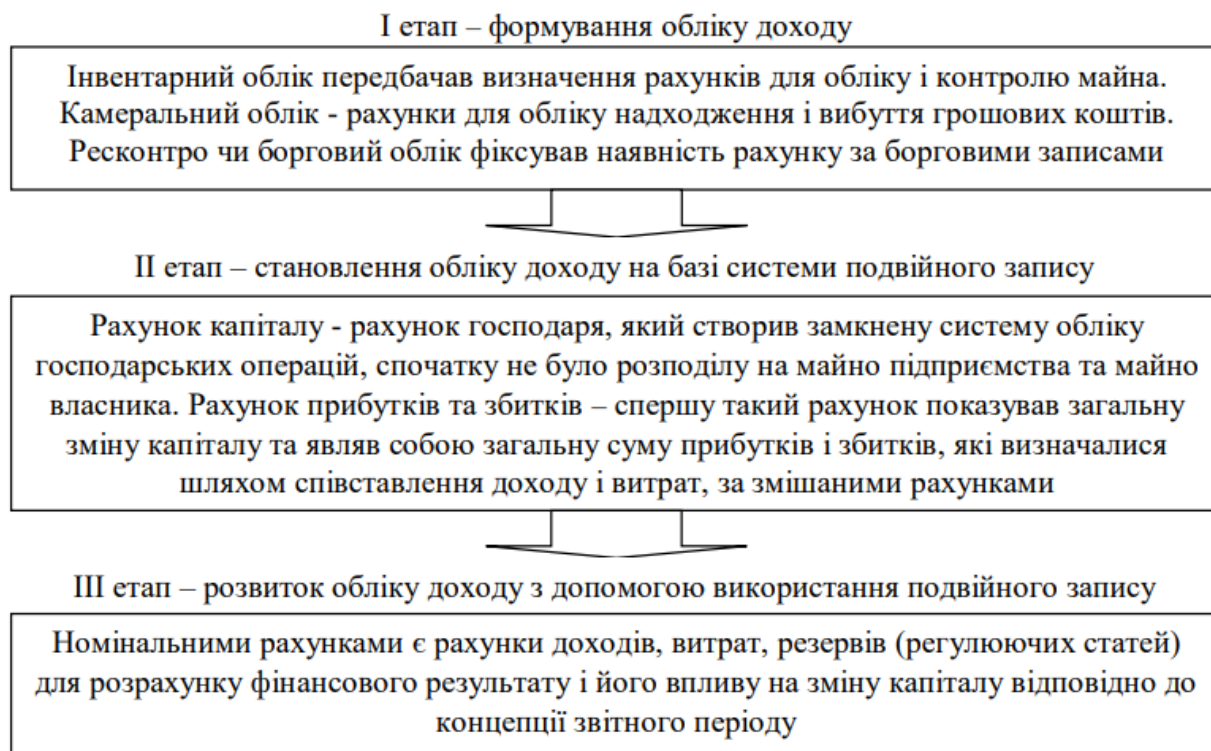 І етап – формування обліку доходу
Інвентарний облік передбачав визначення рахунків для обліку і контролю майна.
Камеральний облік - рахунки для обліку надходження і вибуття грошових коштів.
Ресконтро чи борговий облік фіксував наявність рахунку за борговими записами
ІІ етап – становлення обліку доходу на базі системи подвійного запису
Рахунок капіталу - рахунок господаря, який створив замкнену систему обліку
господарських операцій, спочатку не було розподілу на майно підприємства та майно
власника. Рахунок прибутків та збитків – спершу такий рахунок показував загальну
зміну капіталу та являв собою загальну суму прибутків і збитків, які визначалися
шляхом співставлення доходу і витрат, за змішаними рахунками
ІІІ етап – розвиток обліку доходу з допомогою використання подвійного запису
Номінальними рахунками є рахунки доходів, витрат, резервів (регулюючих статей)
для розрахунку фінансового результату і його впливу на зміну капіталу відповідно до
концепції звітного періоду